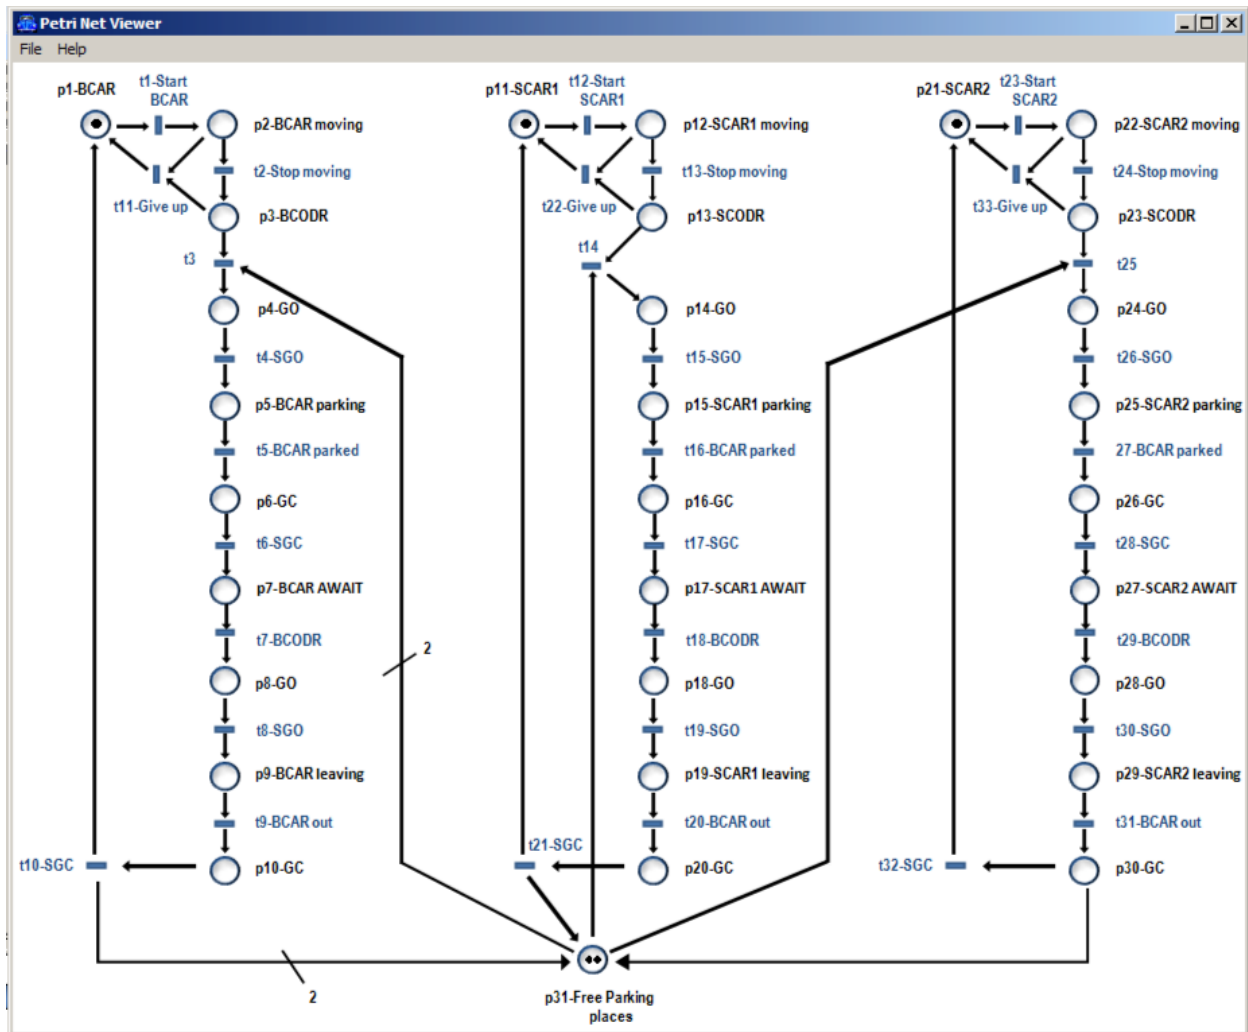 Petri Net Viewer
File Help
p1-BCAR
t1-Start
BCAR
p2-BCAR moving
t2-Stop moving
t11-Give up
p3-BCODR
t3
p4-GO
t4-SGO
p5-BCAR parking
t5-BCAR parked
p6-GC
t6-SGC
p7-BCAR AWAIT
t7-BCODR
p8-GO
t8-SGO
p9-BCAR leaving
t9-BCAR out
t10-SGC
p10-GC
2
2
p11-SCAR1
t12-Start
SCAR1
p12-SCAR1 moving
t13-Stop moving
t22-Give up
p13-SCODR
t14
p14-GO
t15-SGO
p15-SCAR1 parking
t16-BCAR parked
p16-GC
t17-SGC
p17-SCAR1 AWAIT
t18-BCODR
p18-GO
t19-SGO
p19-SCAR1 leaving
t20-BCAR out
t21-SGC
p20-GC
p21-SCAR2
t23-Start
SCAR2
p22-SCAR2 moving
t24-Stop moving
t33-Give up
p23-SCODR
t25
p24-GO
t26-SGO
p25-SCAR2 parking
27-BCAR parked
p26-GC
t28-SGC
p27-SCAR2 AWAIT
t29-BCODR
p28-GO
t30-SGO
p29-SCAR2 leaving
t31-BCAR out
t32-SGC
p30-GC
p31-Free Parking
places